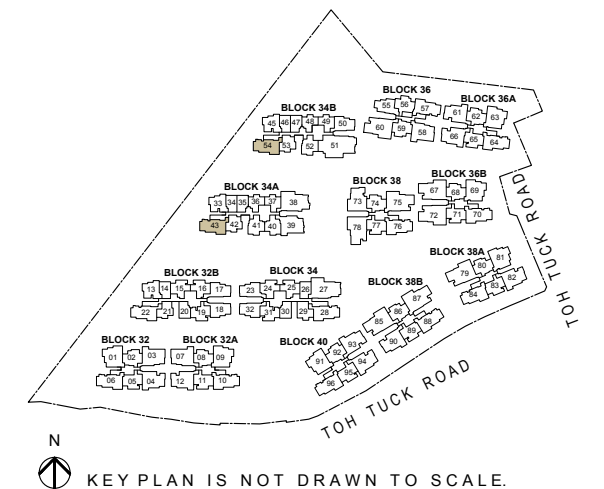 BLOCK 36
BLOCK 36A
55 56 57
61 62 63
60 59 58
66 65 64
BLOCK 34B
45 46 47 48 49 50
54 53 52 51
BLOCK 36B
67 68 69
72 71 70
BLOCK 38
73 74 75
78 77 76
BLOCK 34A
33 34 35 36 37 38
43 42 41 40 39
TOH TUCK ROAD
BLOCK 38A
79 80 81
84 83 82
BLOCK 32B
13 14 15 16 17
22 21 20 19 18
BLOCK 34
23 24 25 26 27
32 31 30 29 28
BLOCK 38B
85 86 87
90 89 88
BLOCK 32
01 02 03
06 05 04
BLOCK 32A
07 08 09
12 11 10
BLOCK 40
91 92 93
96 95 94
TOH TUCK ROAD
N
KEY PLAN IS NOT DRAWN TO SCALE.